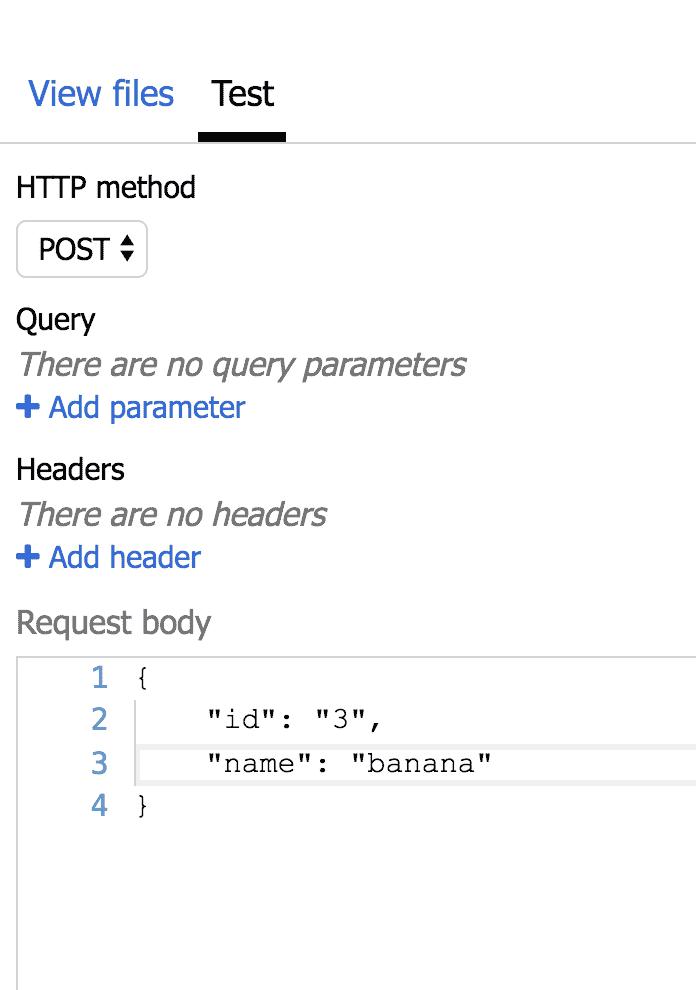 View files Test
HTTP method
POST
Query
There are no query parameters
+ Add parameter
Headers
There are no headers
+ Add header
Request body
1 {
2 "id": "3",
3 "name": "banana"
4 }